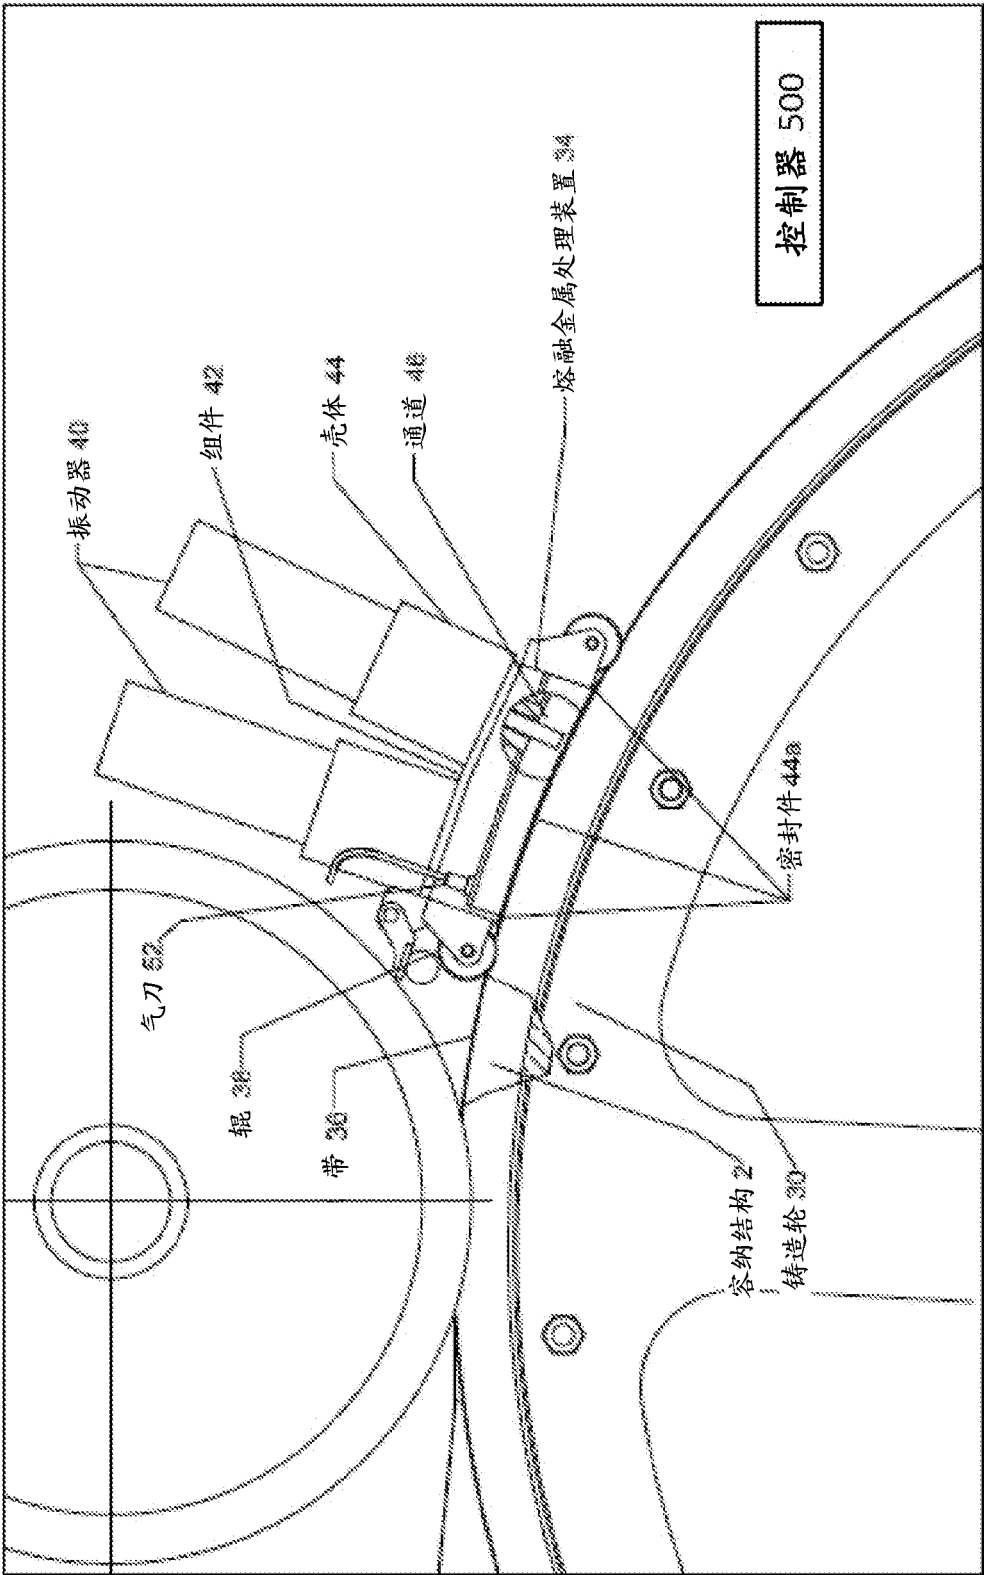 振动器 40
组件 42
壳体 44
通道 46
熔融金属处理装置 34
控制器 500
气刀 52
辊 38
带 36
密封件 44a
容纳结构 2
铸造轮 30